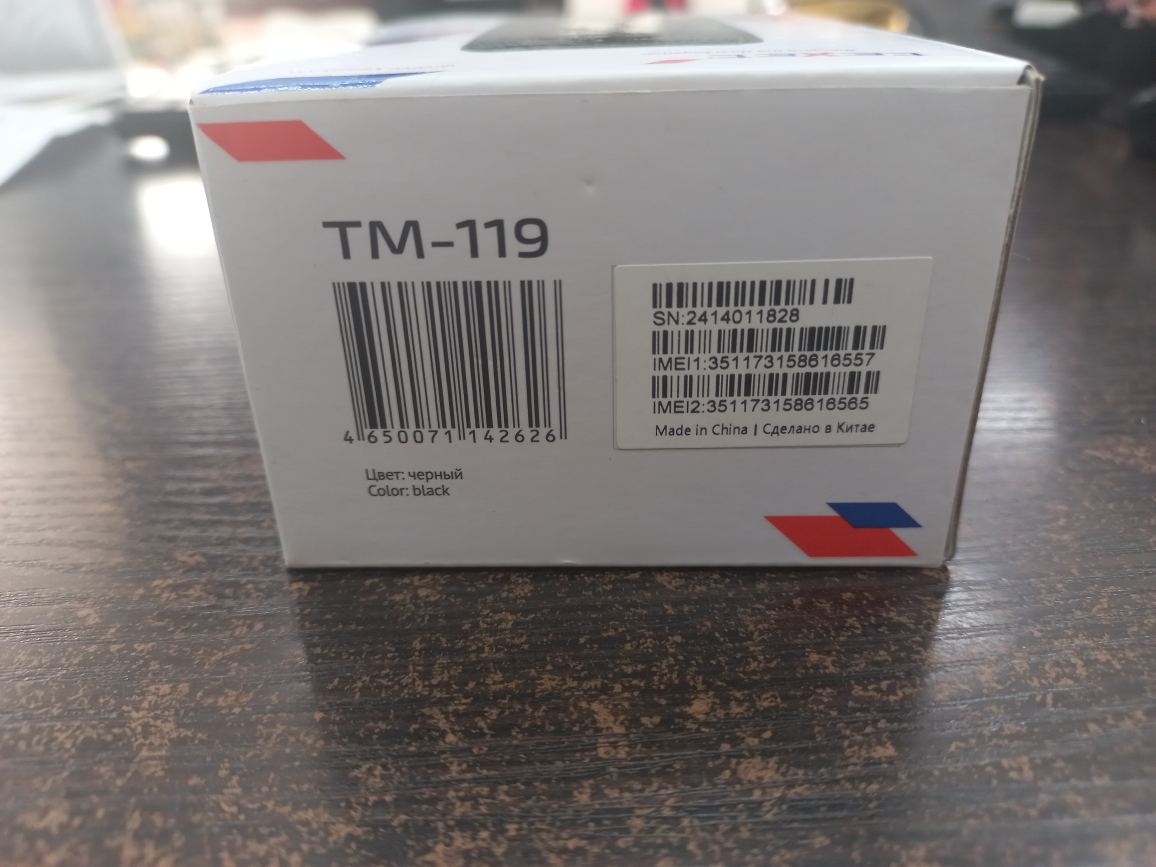 TM-119
4 650071 142626
Цвет: черный
Color: black
SN:2414011828
IMEI1:351173158616557
IMEI2:351173158616565
Made in China | Сделано в Китае